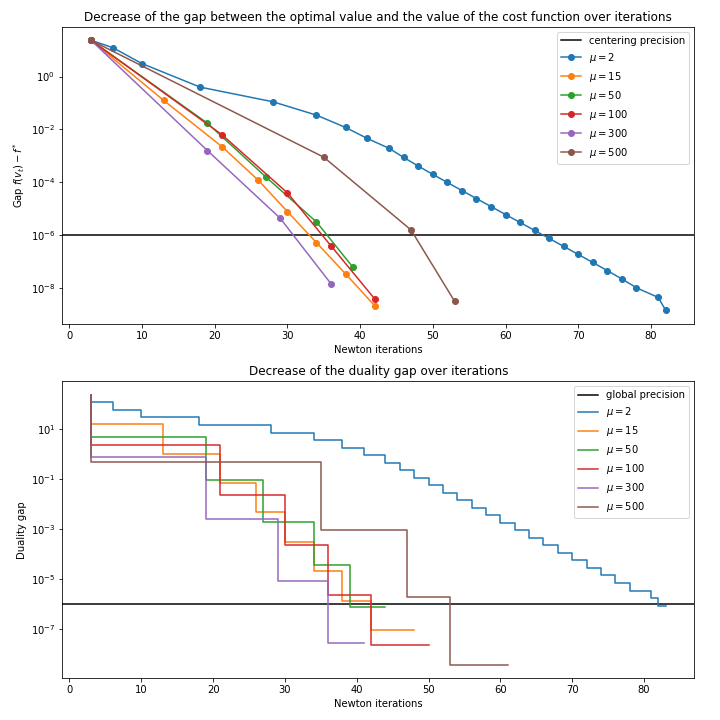 Decrease of the gap between the optimal value and the value of the cost function over iterations
Gap f(v_t) − f*
10^0
10^−2
10^−4
10^−6
10^−8
centering precision
μ = 2
μ = 15
μ = 50
μ = 100
μ = 300
μ = 500
0 10 20 30 40 50 60 70 80
Newton iterations
Decrease of the duality gap over iterations
Duality gap
10^1
10^−1
10^−3
10^−5
10^−7
global precision
μ = 2
μ = 15
μ = 50
μ = 100
μ = 300
μ = 500
0 10 20 30 40 50 60 70 80
Newton iterations